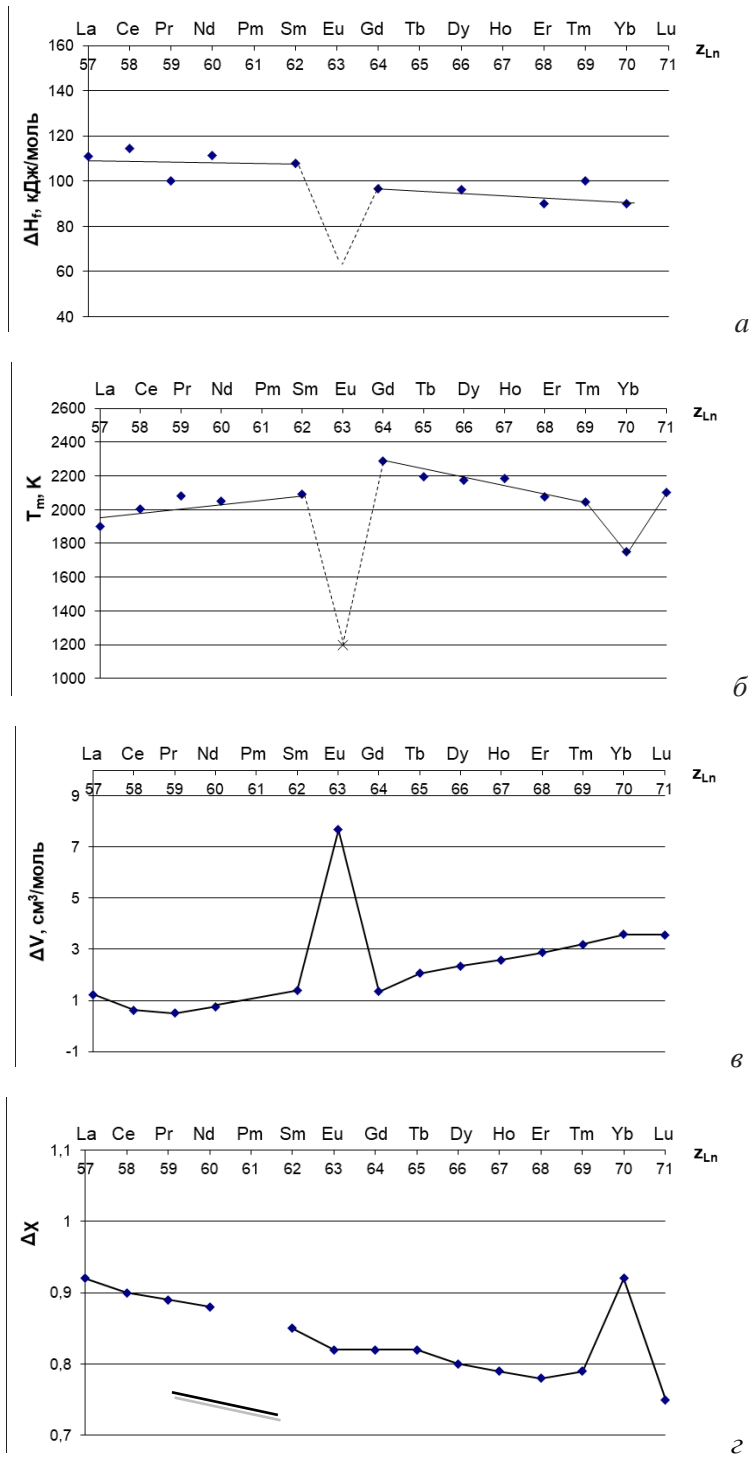 La Ce Pr Nd Pm Sm Eu Gd Tb Dy Ho Er Tm Yb Lu
160 57 58 59 60 61 62 63 64 65 66 67 68 69 70 71 zLn
140
120
100
80
60
40
ΔHf, кДж/моль
а
La Ce Pr Nd Pm Sm Eu Gd Tb Dy Ho Er Tm Yb
2600 57 58 59 60 61 62 63 64 65 66 67 68 69 70 71 zLn
2400
2200
2000
1800
1600
1400
1200
1000
Tm, K
б
La Ce Pr Nd Pm Sm Eu Gd Tb Dy Ho Er Tm Yb Lu
57 58 59 60 61 62 63 64 65 66 67 68 69 70 71 zLn
9
7
5
3
1
-1
ΔV, см³/моль
в
La Ce Pr Nd Pm Sm Eu Gd Tb Dy Ho Er Tm Yb Lu
1,1 57 58 59 60 61 62 63 64 65 66 67 68 69 70 71 zLn
1
0,9
0,8
0,7
Δχ
г